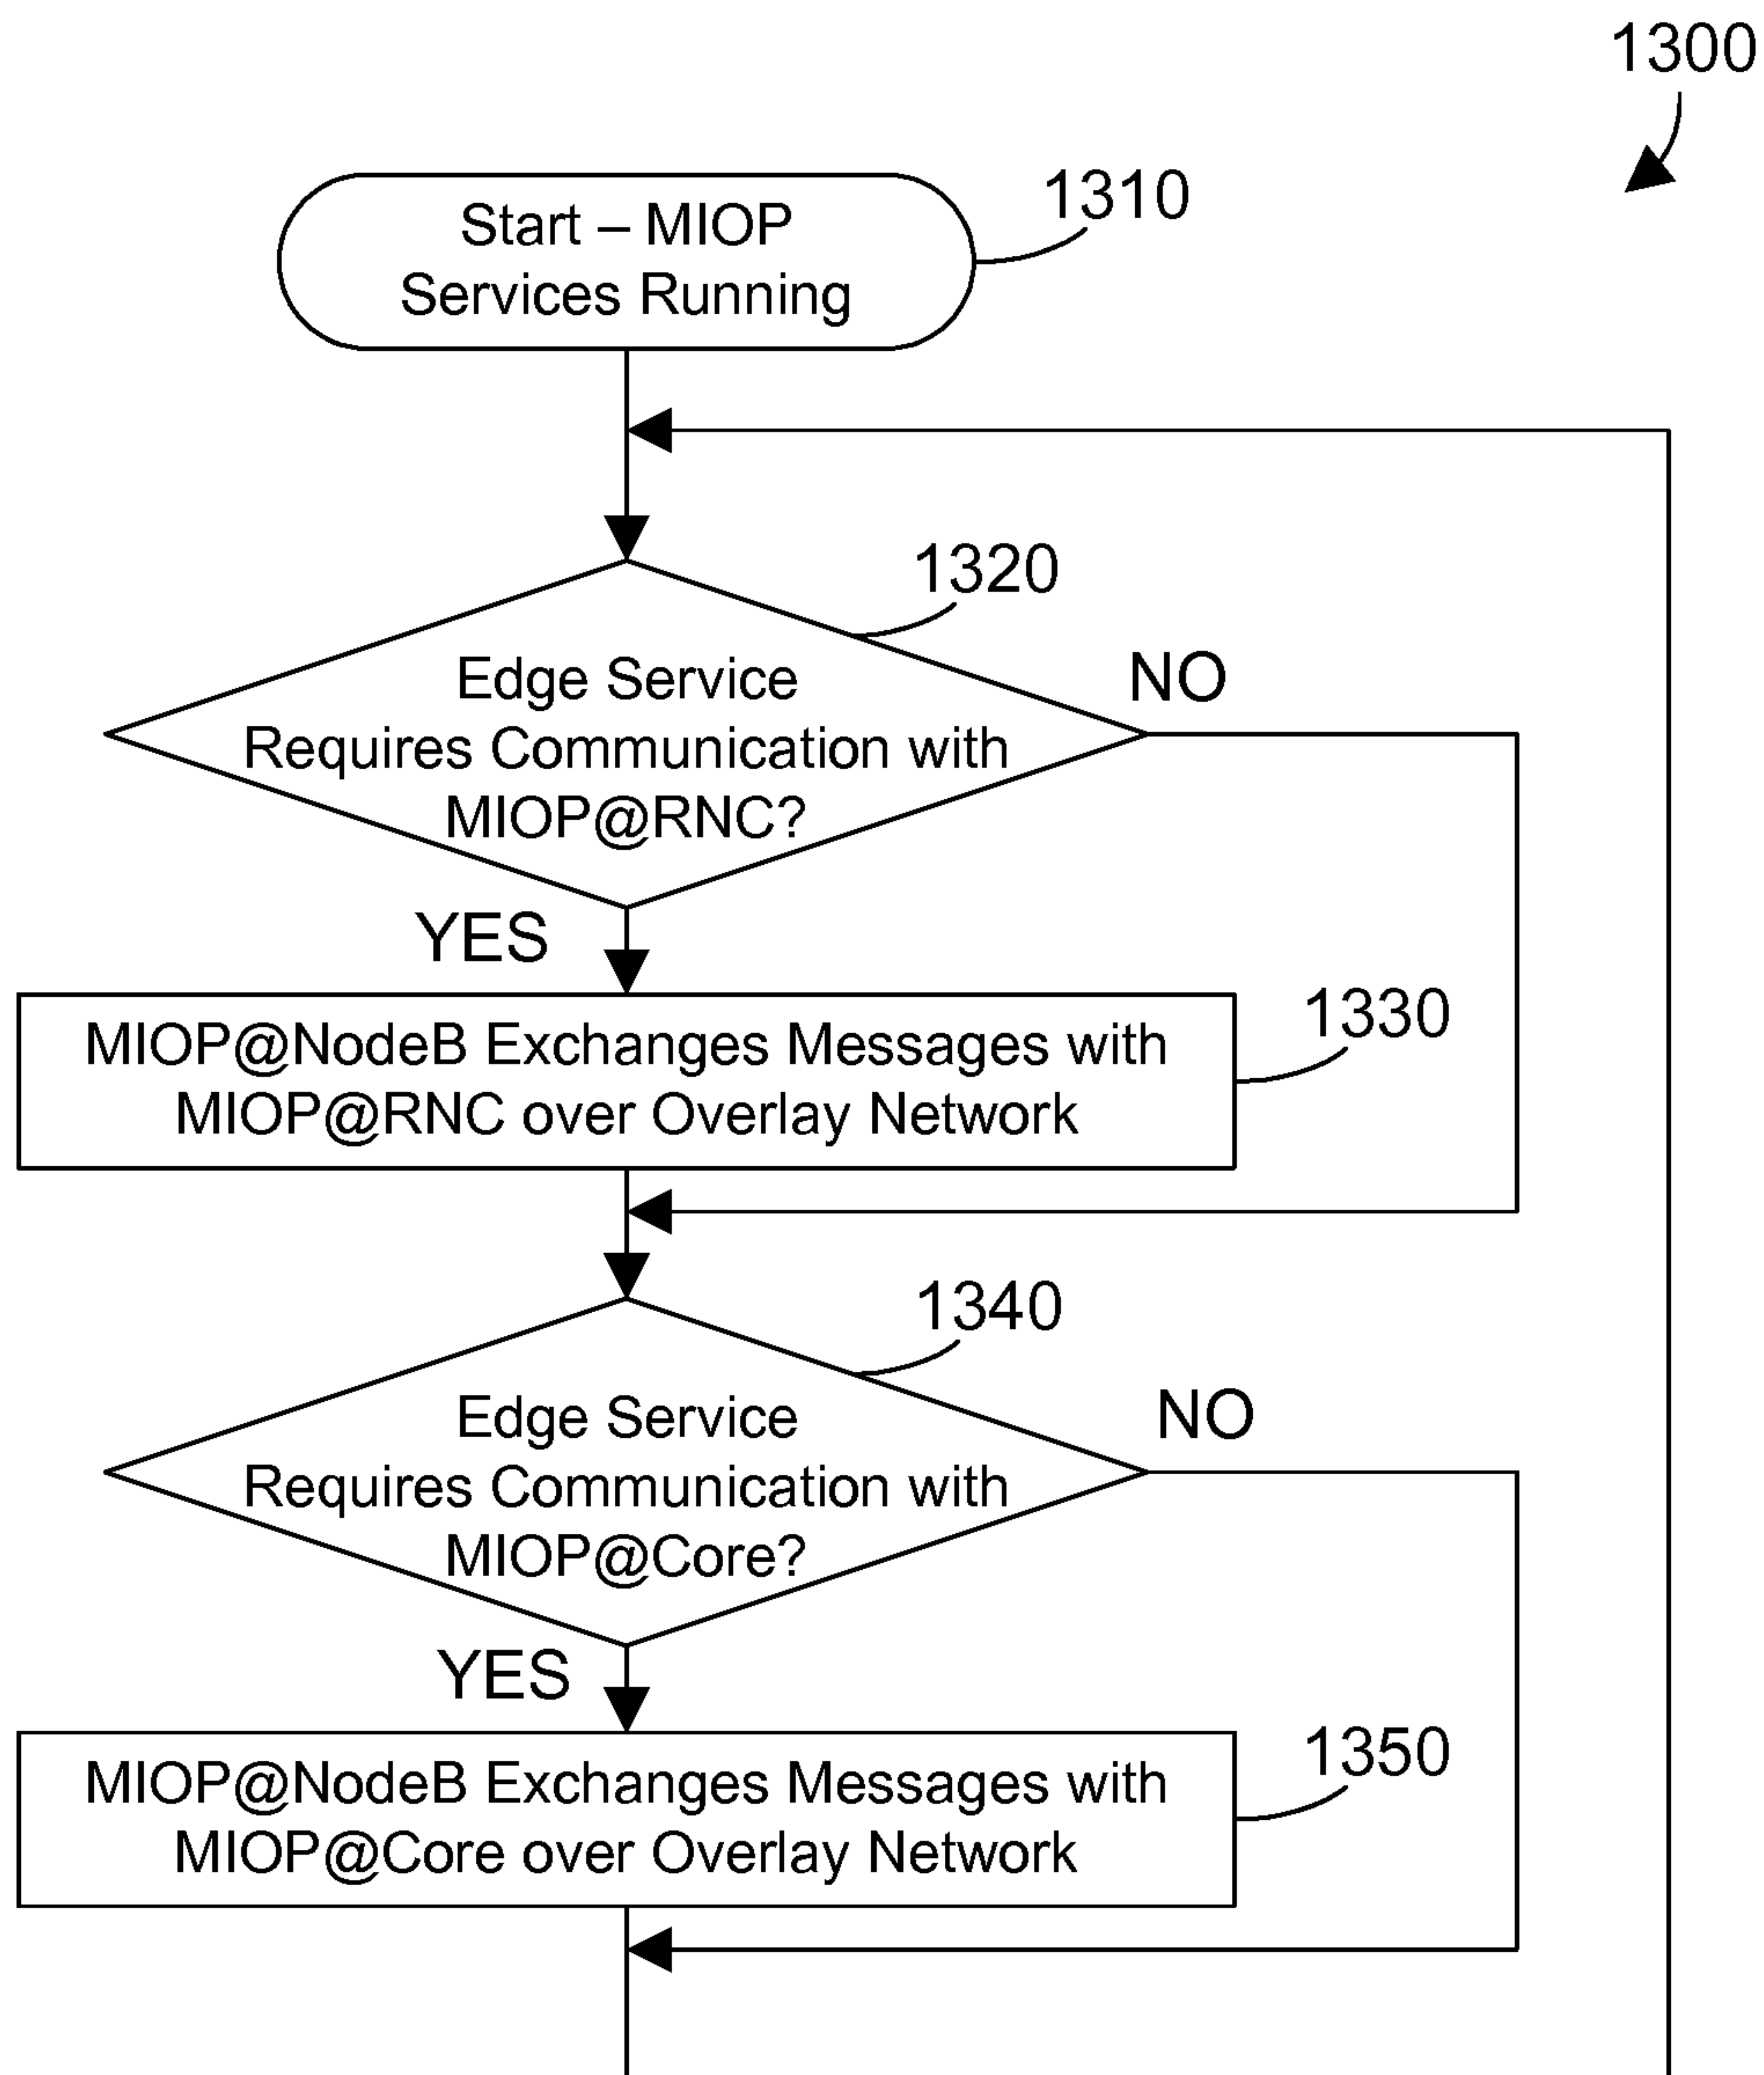 1300
Start – MIOP
Services Running
1310
1320
Edge Service
Requires Communication with
MIOP@RNC?
NO
YES
MIOP@NodeB Exchanges Messages with
MIOP@RNC over Overlay Network
1330
1340
Edge Service
Requires Communication with
MIOP@Core?
NO
YES
MIOP@NodeB Exchanges Messages with
MIOP@Core over Overlay Network
1350